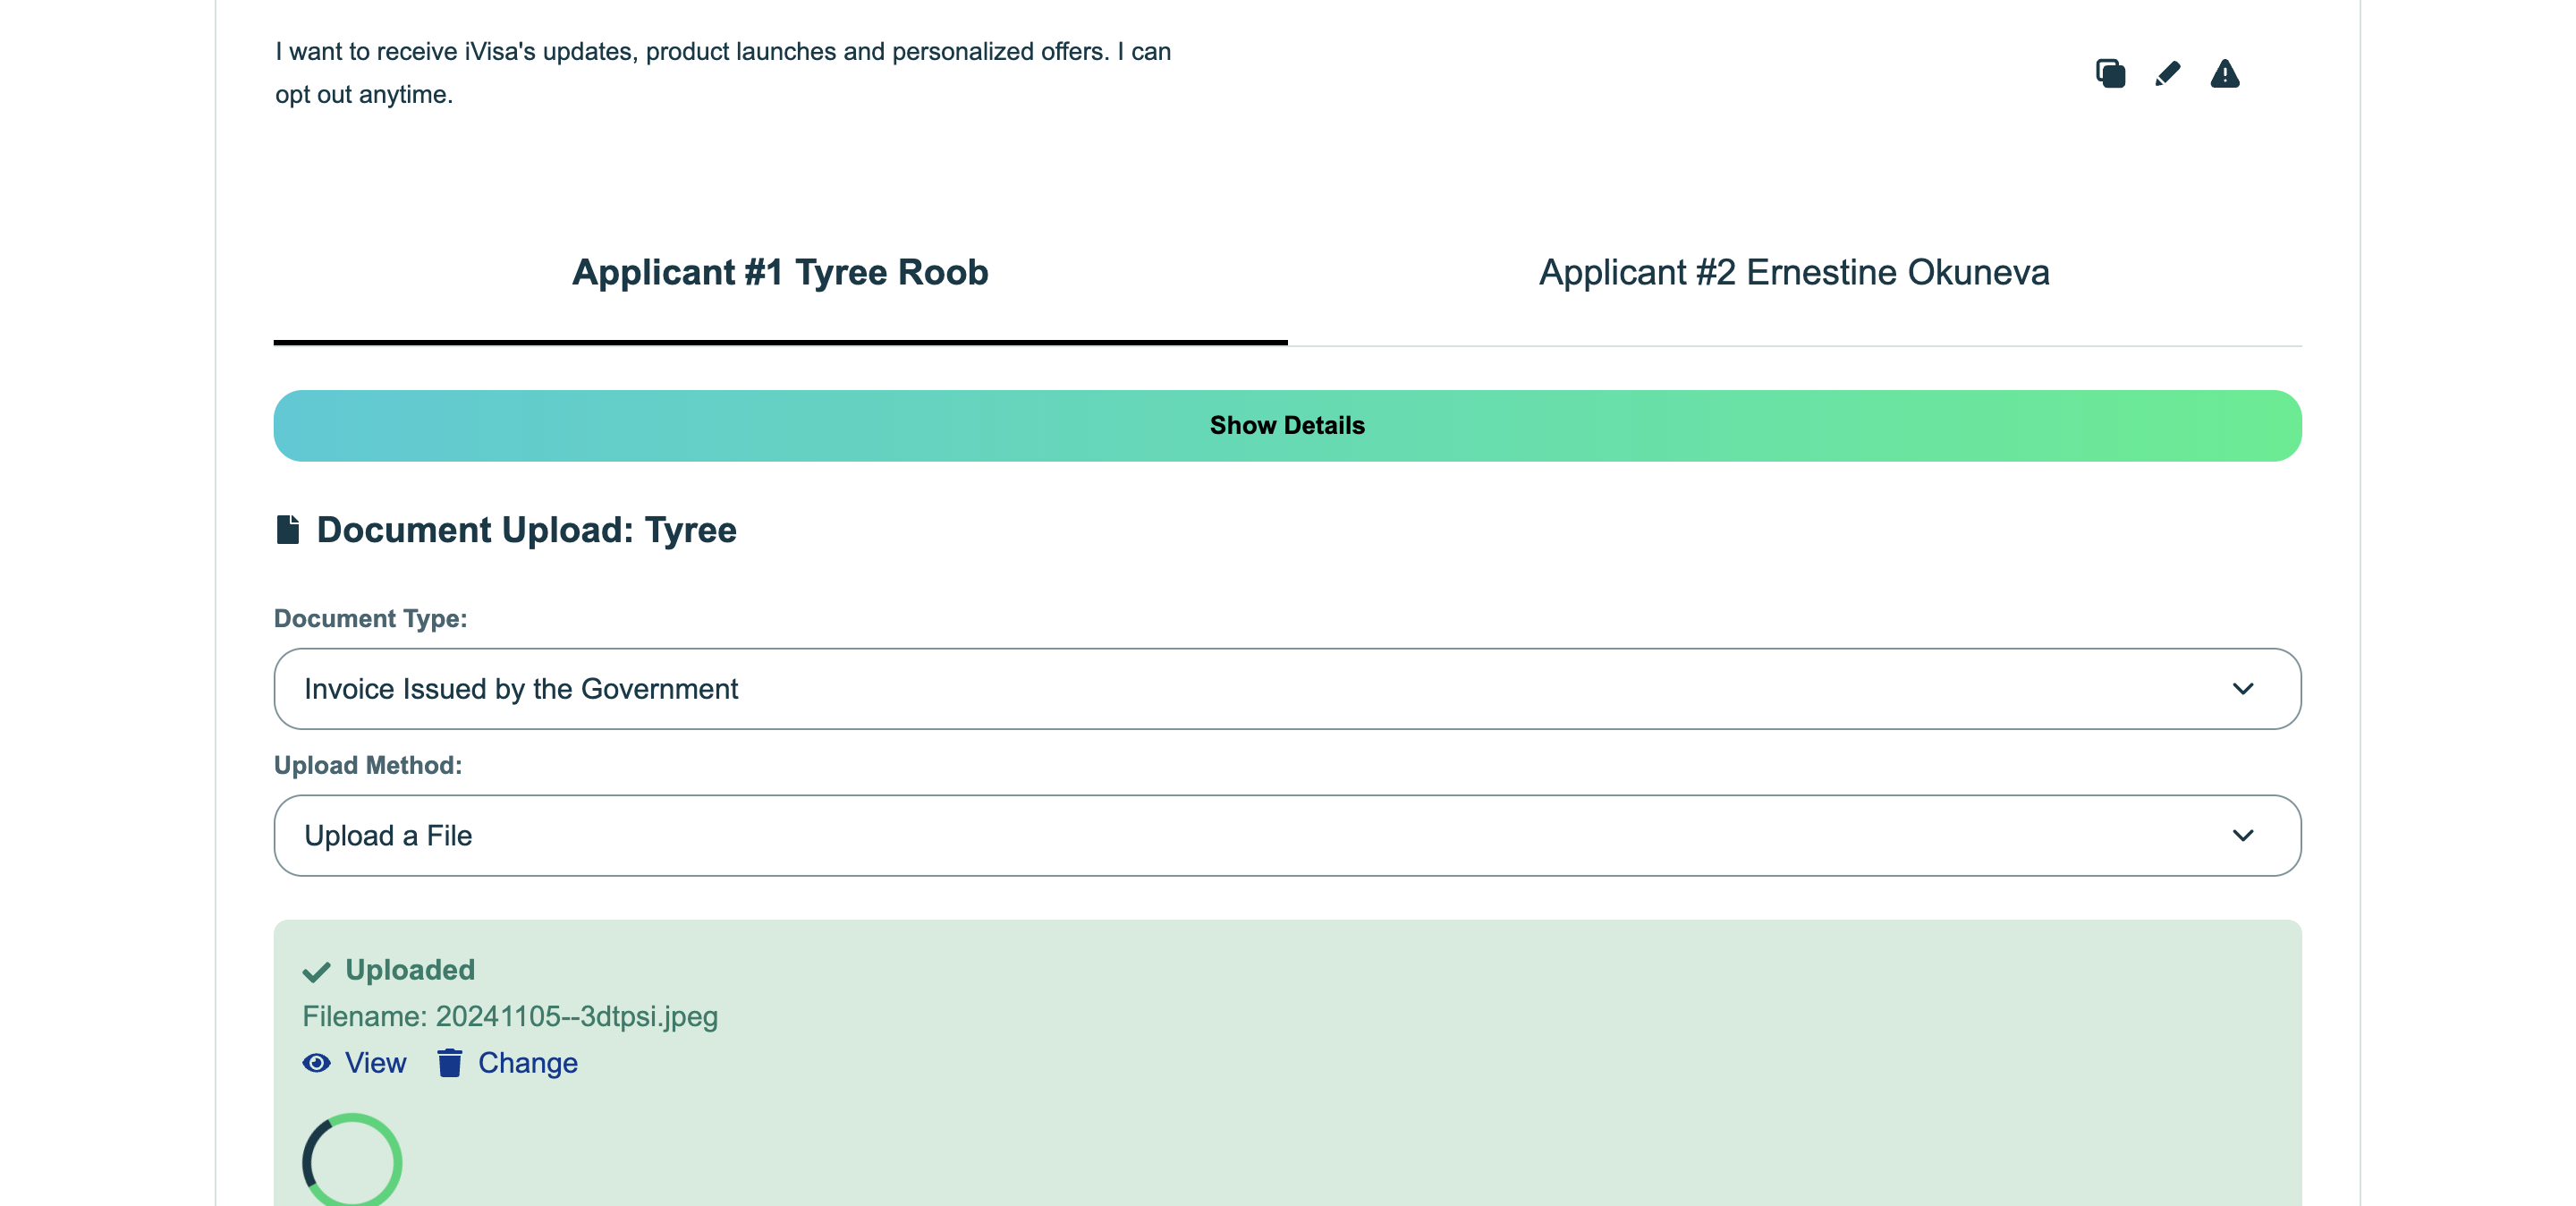 I want to receive iVisa's updates, product launches and personalized offers. I can
opt out anytime.
Applicant #1 Tyree Roob
Applicant #2 Ernestine Okuneva
Show Details
Document Upload: Tyree
Document Type:
Invoice Issued by the Government
Upload Method:
Upload a File
Uploaded
Filename: 20241105--3dtpsi.jpeg
View Change